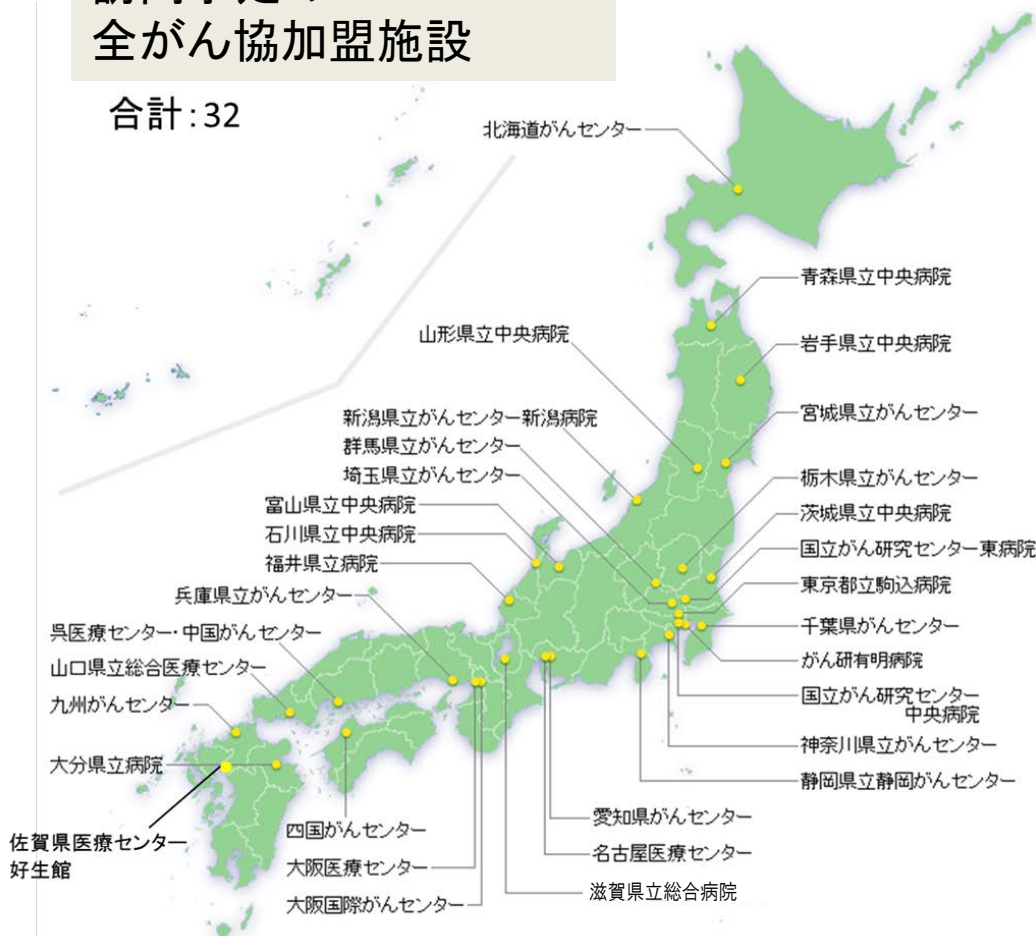 全がん協加盟施設
合計:32
北海道がんセンター
青森県立中央病院
山形県立中央病院
岩手県立中央病院
宮城県立がんセンター
新潟県立がんセンター新潟病院
群馬県立がんセンター
埼玉県立がんセンター
栃木県立がんセンター
茨城県立中央病院
富山県立中央病院
石川県立中央病院
福井県立病院
国立がん研究センター東病院
東京都立駒込病院
兵庫県立がんセンター
千葉県がんセンター
呉医療センター・中国がんセンター
がん研有明病院
山口県立総合医療センター
国立がん研究センター
中央病院
九州がんセンター
神奈川県立がんセンター
大分県立病院
静岡県立静岡がんセンター
佐賀県医療センター
好生館
四国がんセンター
愛知県がんセンター
大阪医療センター
名古屋医療センター
大阪国際がんセンター
滋賀県立総合病院